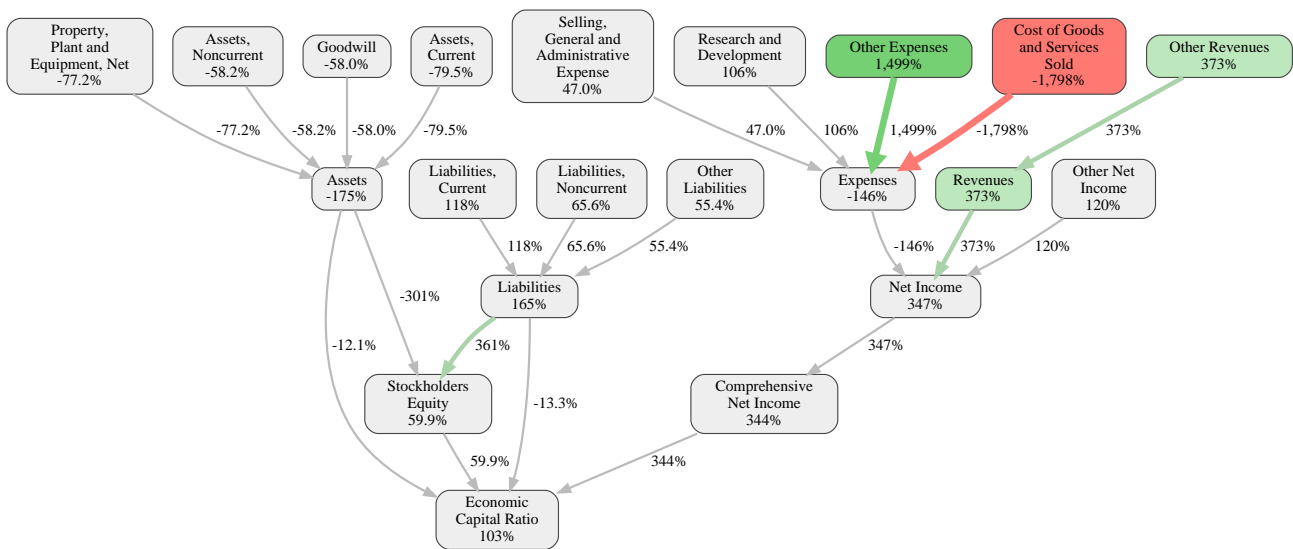 Property,
Plant and
Equipment, Net
-77.2%
Assets,
Noncurrent
-58.2%
Goodwill
-58.0%
Assets,
Current
-79.5%
Selling,
General and
Administrative
Expense
47.0%
Research and
Development
106%
Other Expenses
1,499%
Cost of Goods
and Services
Sold
-1,798%
Other Revenues
373%
-77.2%
-58.2%
-58.0%
-79.5%
47.0%
106%
1,499%
-1,798%
373%
Assets
-175%
Liabilities,
Current
118%
Liabilities,
Noncurrent
65.6%
Other
Liabilities
55.4%
Expenses
-146%
Revenues
373%
Other Net
Income
120%
118%
65.6%
55.4%
-146%
373%
120%
-301%
Liabilities
165%
Net Income
347%
-12.1%
361%
-13.3%
347%
Stockholders
Equity
59.9%
Comprehensive
Net Income
344%
59.9%
344%
Economic
Capital Ratio
103%